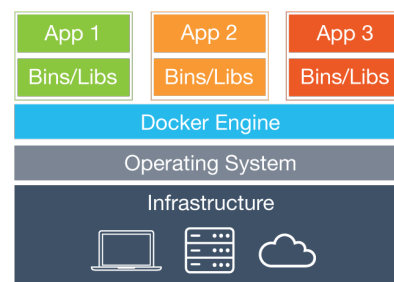 App 1
App 2
App 3
Bins/Libs
Bins/Libs
Bins/Libs
Docker Engine
Operating System
Infrastructure